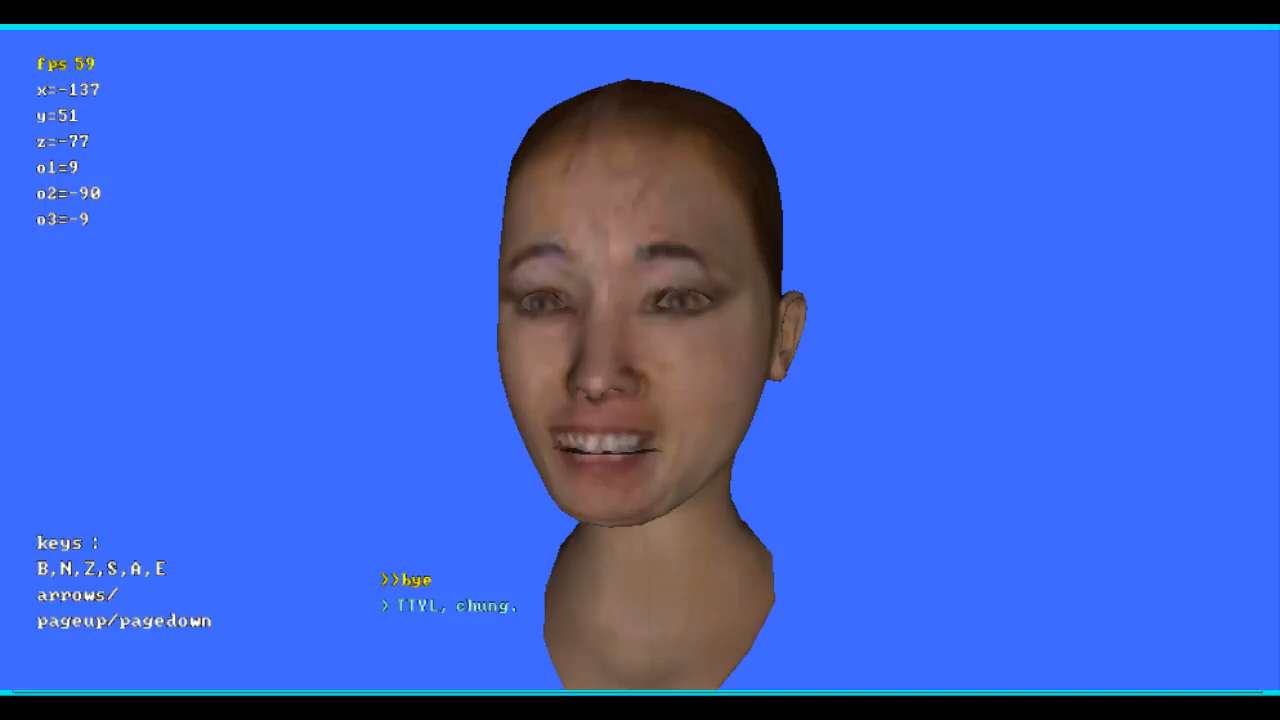 fps 59
x=-137
y=51
z=-77
o1=9
o2=-90
o3=-9
keys :
B,N,Z,S,A,E
arrows/
pageup/pagedown
>>bye
> TTYL, chung.